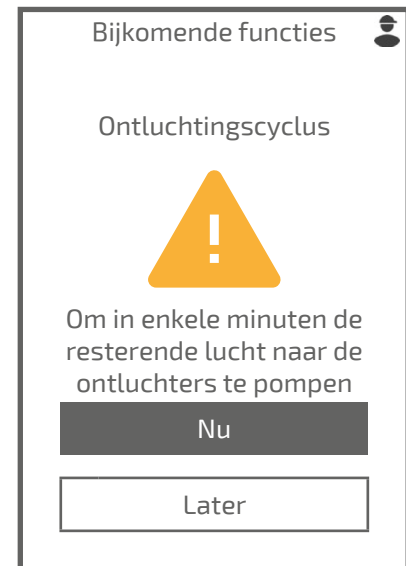 Bijkomende functies
Ontluchtingscyclus
!
Om in enkele minuten de
resterende lucht naar de
ontluchters te pompen
Nu
Later